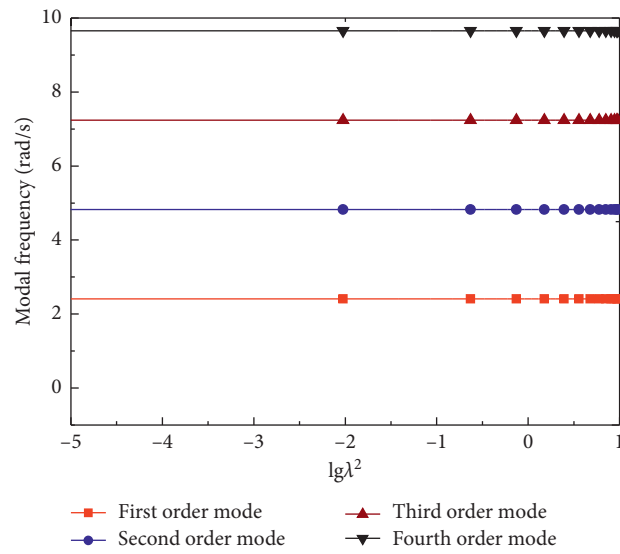 10
8
6
4
2
0
Modal frequency (rad/s)
−5 −4 −3 −2 −1 0 1
lgλ²
First order mode Third order mode
Second order mode Fourth order mode